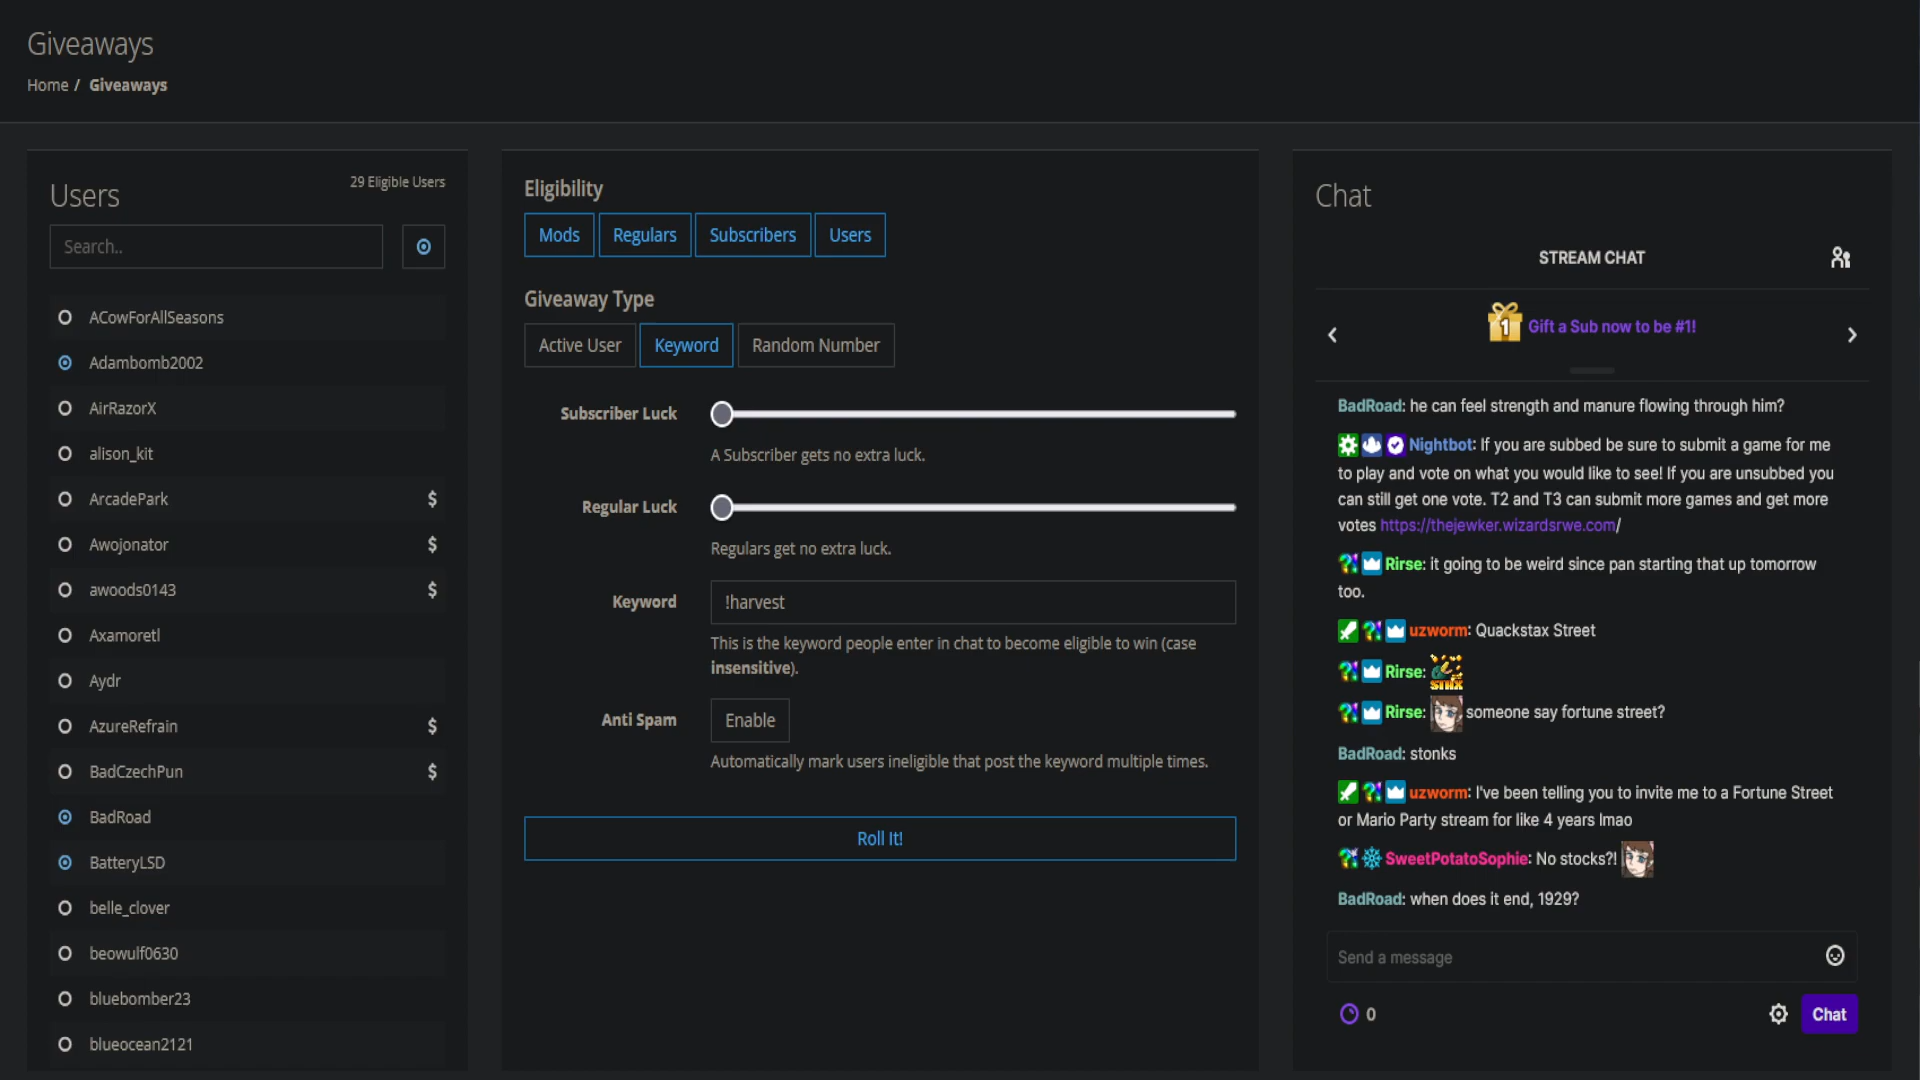 Giveaways
Home / Giveaways
Users
29 Eligible Users
Search..
ACowForAllSeasons
Adambomb2002
AirRazorX
alison_kit
ArcadePark $
Awojonator $
awoods0143 $
Axamoretl
Aydr
AzureRefrain $
BadCzechPun $
BadRoad
BatteryLSD
belle_clover
beowulf0630
bluebomber23
blueocean2121
Eligibility
Mods Regulars Subscribers Users
Giveaway Type
Active User Keyword Random Number
Subscriber Luck
A Subscriber gets no extra luck.
Regular Luck
Regulars get no extra luck.
Keyword !harvest
This is the keyword people enter in chat to become eligible to win (case
insensitive).
Anti Spam Enable
Automatically mark users ineligible that post the keyword multiple times.
Roll It!
Chat
STREAM CHAT
1 Gift a Sub now to be #1!
BadRoad: he can feel strength and manure flowing through him?
Nightbot: If you are subbed be sure to submit a game for me
to play and vote on what you would like to see! If you are unsubbed you
can still get one vote. T2 and T3 can submit more games and get more
votes https://thejewker.wizardsrwe.com/
Rirse: it going to be weird since pan starting that up tomorrow
too.
uzworm: Quackstax Street
Rirse:
Rirse: someone say fortune street?
BadRoad: stonks
uzworm: I've been telling you to invite me to a Fortune Street
or Mario Party stream for like 4 years lmao
SweetPotatoSophie: No stocks?!
BadRoad: when does it end, 1929?
Send a message
0
Chat